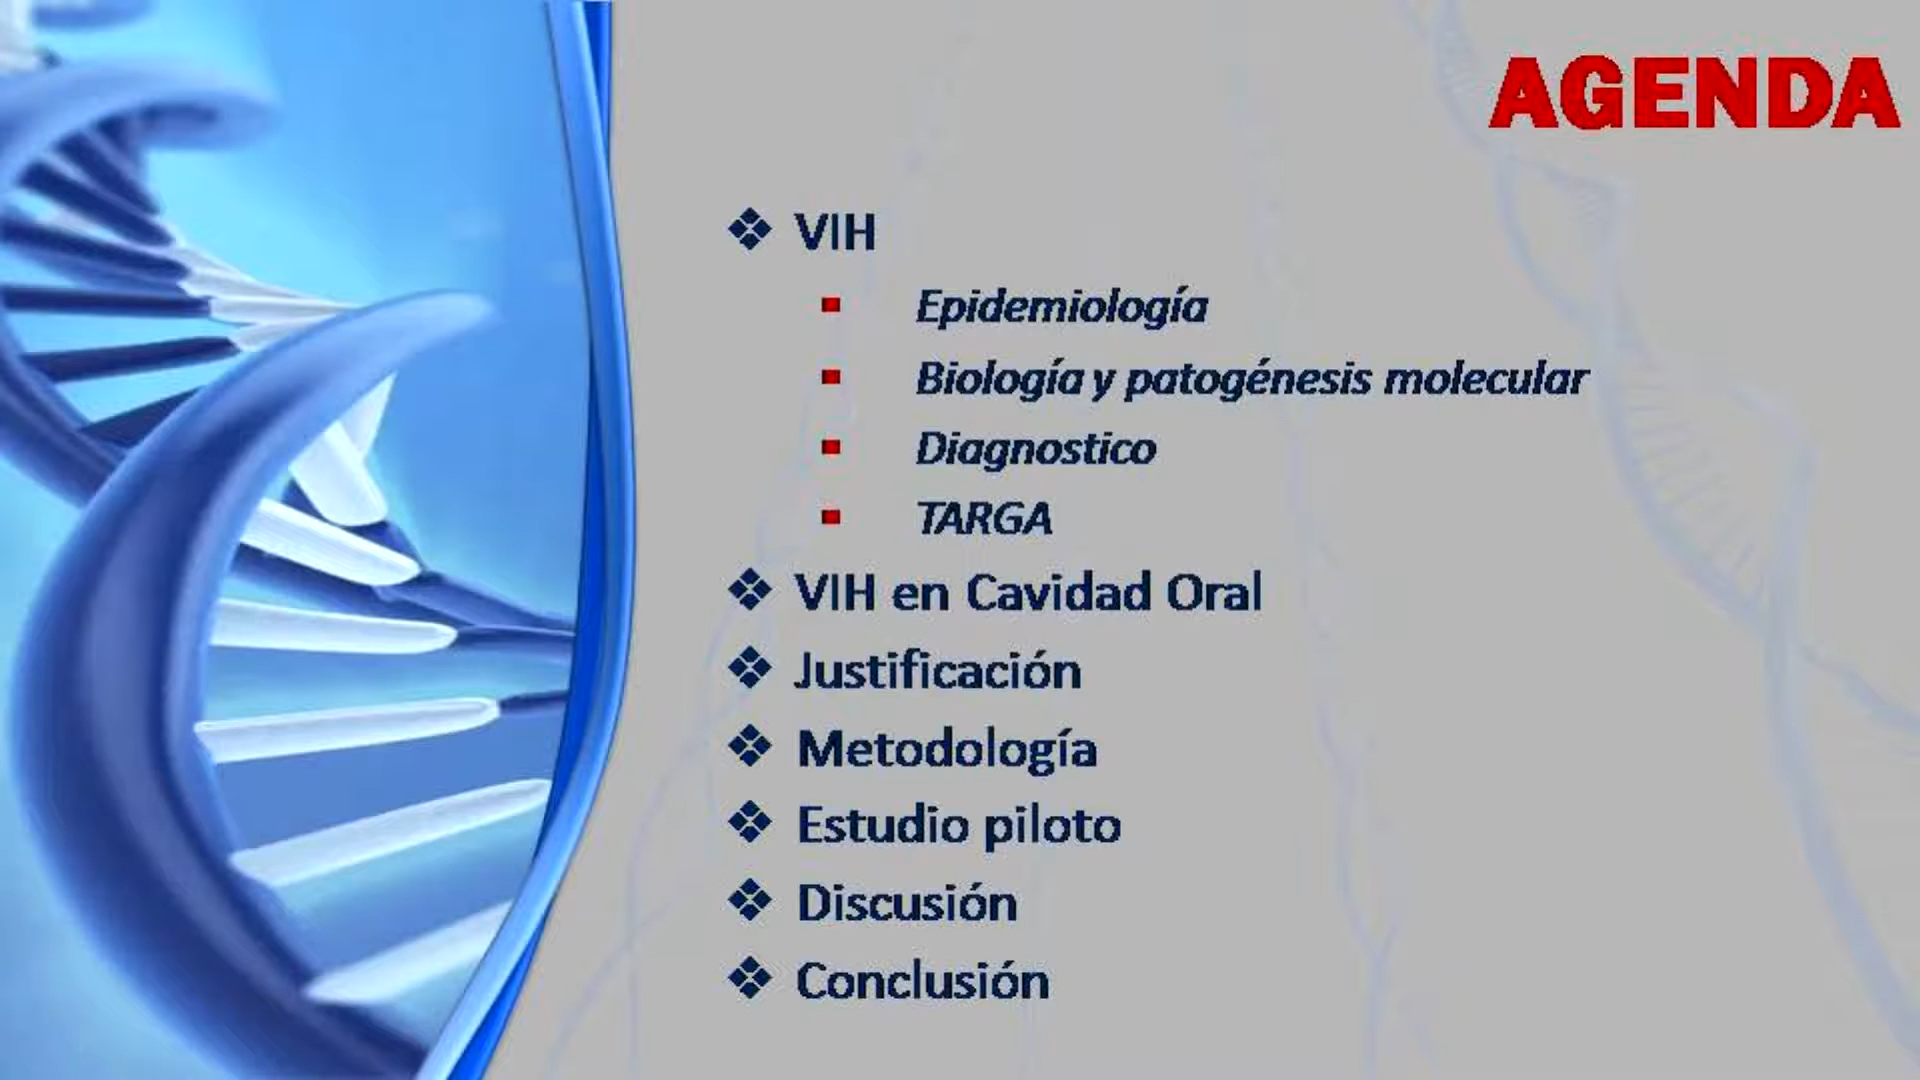 AGENDA
VIH
Epidemiología
Biología y patogénesis molecular
Diagnostico
TARGA
VIH en Cavidad Oral
Justificación
Metodología
Estudio piloto
Discusión
Conclusión